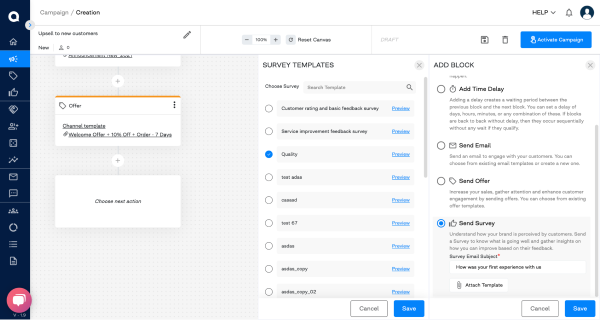 Campaign / Creation
HELP
Upsell to new customers
New
0
100%
Reset Canvas
DRAFT
Activate Campaign
Announcement New 2021
Offer
Channel template
Welcome Offer + 10% Off + Order - 7 Days
Choose next action
SURVEY TEMPLATES
Choose Survey
Search Template
Customer rating and basic feedback survey Preview
Service improvement feedback survey Preview
Quality Preview
test adas Preview
Preview
test 67 Preview
asdas Preview
asdas_copy Preview
asdas_copy_02 Preview
Cancel
Save
ADD BLOCK
Add Time Delay
Adding a delay creates a waiting period between the
previous block and the next block. You can set a delay of
days, hours, minutes, or any combination of these. If blocks
are back to back without delay, then they occur sequentially
without any wait if they qualify.
Send Email
Send an email to engage with your customers. You can
choose from existing email templates or create a new one.
Send Offer
Increase your sales, gather attention and enhance customer
engagement by sending offers. You can choose from existing
offer templates.
Send Survey
Understand how your brand is perceived by customers. Send
a Survey to know what is going well and gather insights on
how you can improve based on their feedback.
Survey Email Subject*
How was your first experience with us
Attach Template
Cancel
Save
V - 1.9